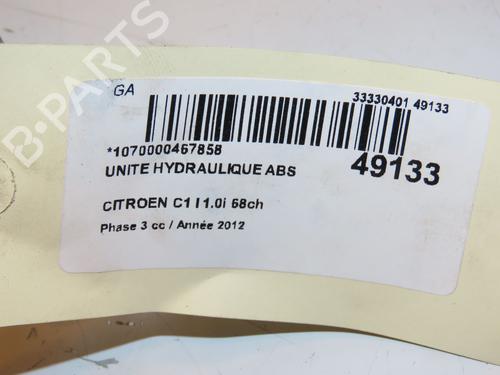 GA
33330401 49133
*1070000467858
49133
UNITE HYDRAULIQUE ABS
CITROEN C1 I 1.0i 68ch
Phase 3 cc / Année 2012
B-PARTS